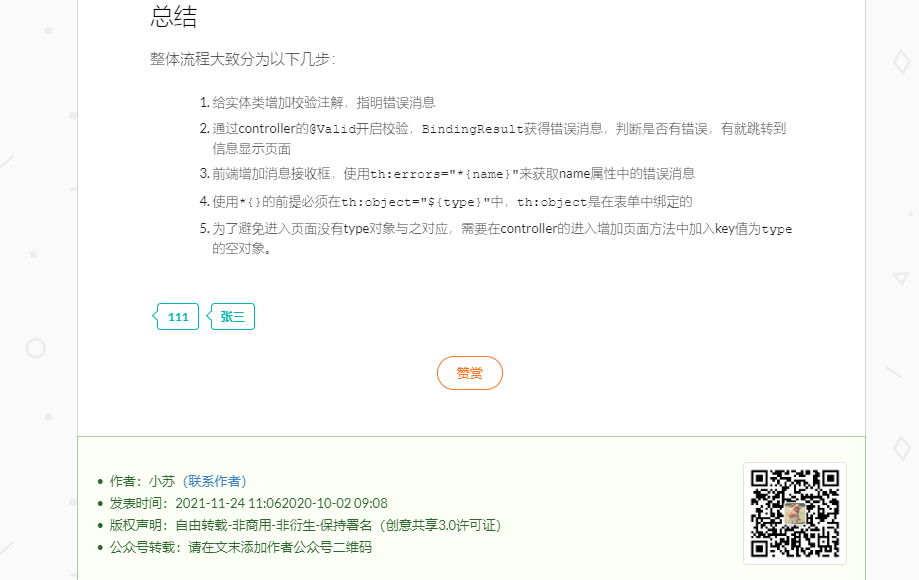 总结
整体流程大致分为以下几步：
1. 给实体类增加校验注解，指明错误消息
2. 通过controller的@Valid开启校验，BindingResult获得错误消息，判断是否有错误，有就跳转到
信息显示页面
3. 前端增加消息接收框，使用th:errors="*{name}"来获取name属性中的错误消息
4. 使用*{}的前提必须在th:object="${type}"中，th:object是在表单中绑定的
5. 为了避免进入页面没有type对象与之对应，需要在controller的进入增加页面方法中加入key值为type
的空对象。
111 张三
赞赏
作者：小苏（联系作者）
发表时间：2021-11-24 11:062020-10-02 09:08
版权声明：自由转载-非商用-非衍生-保持署名（创意共享3.0许可证）
公众号转载：请在文末添加作者公众号二维码